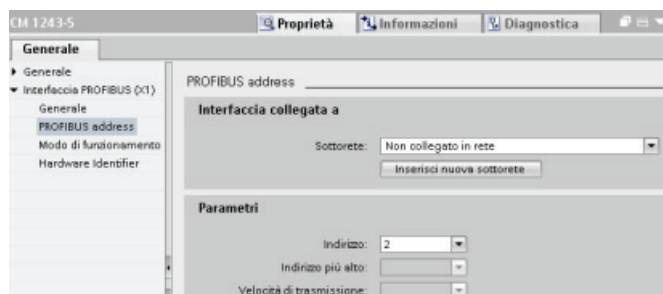 CM 1243-5
Proprietà
Informazioni
Diagnostica
Generale
Generale
Interfaccia PROFIBUS (X1)
Generale
PROFIBUS address
Modo di funzionamento
Hardware Identifier
PROFIBUS address
Interfaccia collegata a
Sottorete: Non collegato in rete
Inserisci nuova sottorete
Parametri
Indirizzo: 2
Indirizzo più alto:
Velocità di trasmissione: